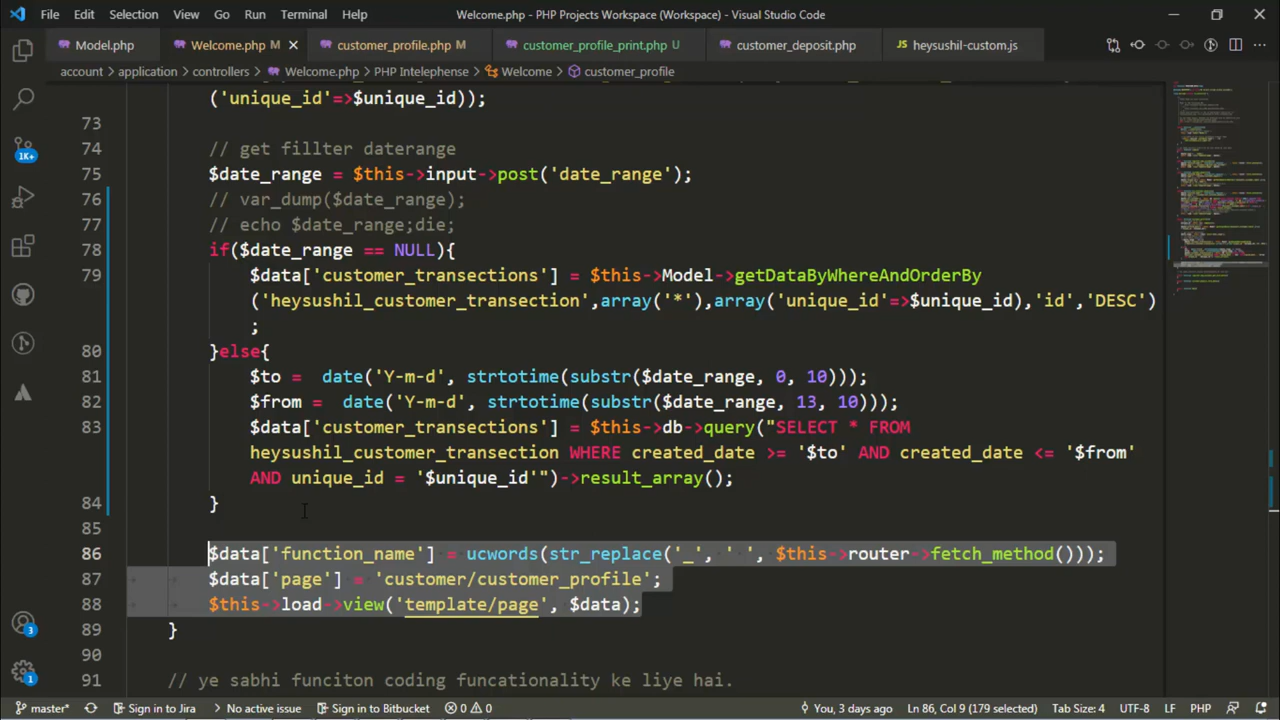 File Edit Selection View Go Run Terminal Help Welcome.php - PHP Projects Workspace (Workspace) - Visual Studio Code
Model.php Welcome.php M customer_profile.php M customer_profile_print.php U customer_deposit.php JS heysushil-custom.js
account > application > controllers > Welcome.php > PHP Intelephense > Welcome > customer_profile
('unique_id'=>$unique_id));
73
74 // get fillter daterange
75 $date_range = $this->input->post('date_range');
76 // var_dump($date_range);
77 // echo $date_range;die;
78 if($date_range == NULL){
79 $data['customer_transections'] = $this->Model->getDataByWhereAndOrderBy
('heysushil_customer_transection',array('*'),array('unique_id'=>$unique_id),'id','DESC')
;
80 }else{
81 $to =  date('Y-m-d', strtotime(substr($date_range, 0, 10)));
82 $from =  date('Y-m-d', strtotime(substr($date_range, 13, 10)));
83 $data['customer_transections'] = $this->db->query("SELECT * FROM
heysushil_customer_transection WHERE created_date >= '$to' AND created_date <= '$from'
AND unique_id = '$unique_id'")->result_array();
84 }
85
86 $data['function_name'] = ucwords(str_replace('_', ' ', $this->router->fetch_method()));
87 $data['page'] = 'customer/customer_profile';
88 $this->load->view('template/page', $data);
89 }
90
91 // ye sabhi funciton coding funcationality ke liye hai.
1K+
3
1
master* Sign in to Jira No active issue Sign in to Bitbucket 0 0 You, 3 days ago Ln 86, Col 9 (179 selected) Tab Size: 4 UTF-8 LF PHP